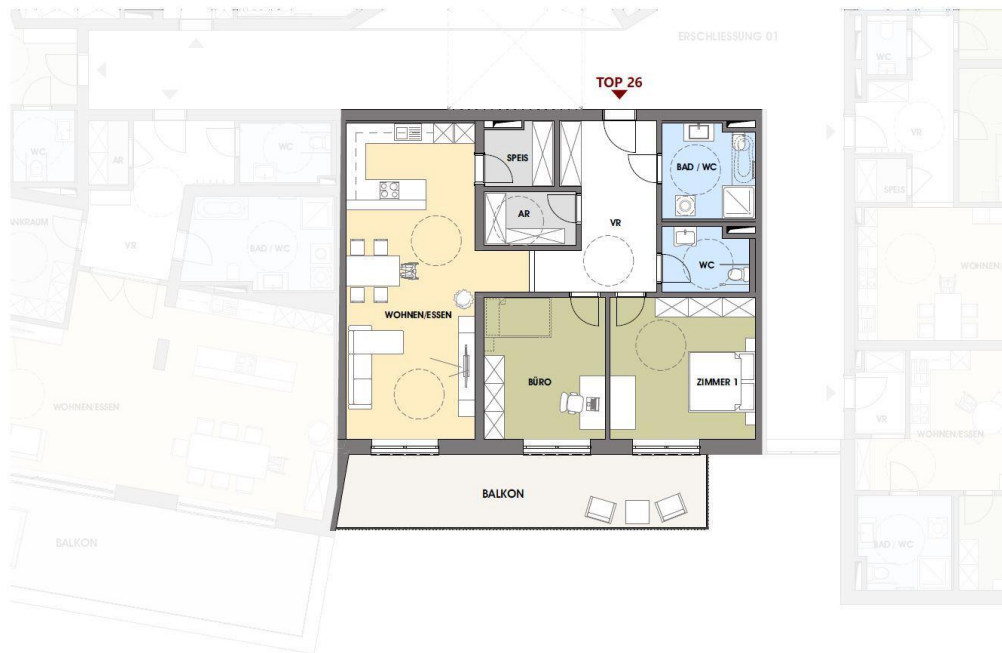 ERSCHLIESSUNG 01
TOP 26
WC
SPEIS
BAD / WC
WC
AR
WC
VR
AR
SPEIS
VR
VR
BAD / WC
WC
WOHNEN
WOHNEN/ESSEN
BÜRO
ZIMMER 1
WOHNEN/ESSEN
VR
WOHNEN/ESSEN
BALKON
BALKON
BAD / WC